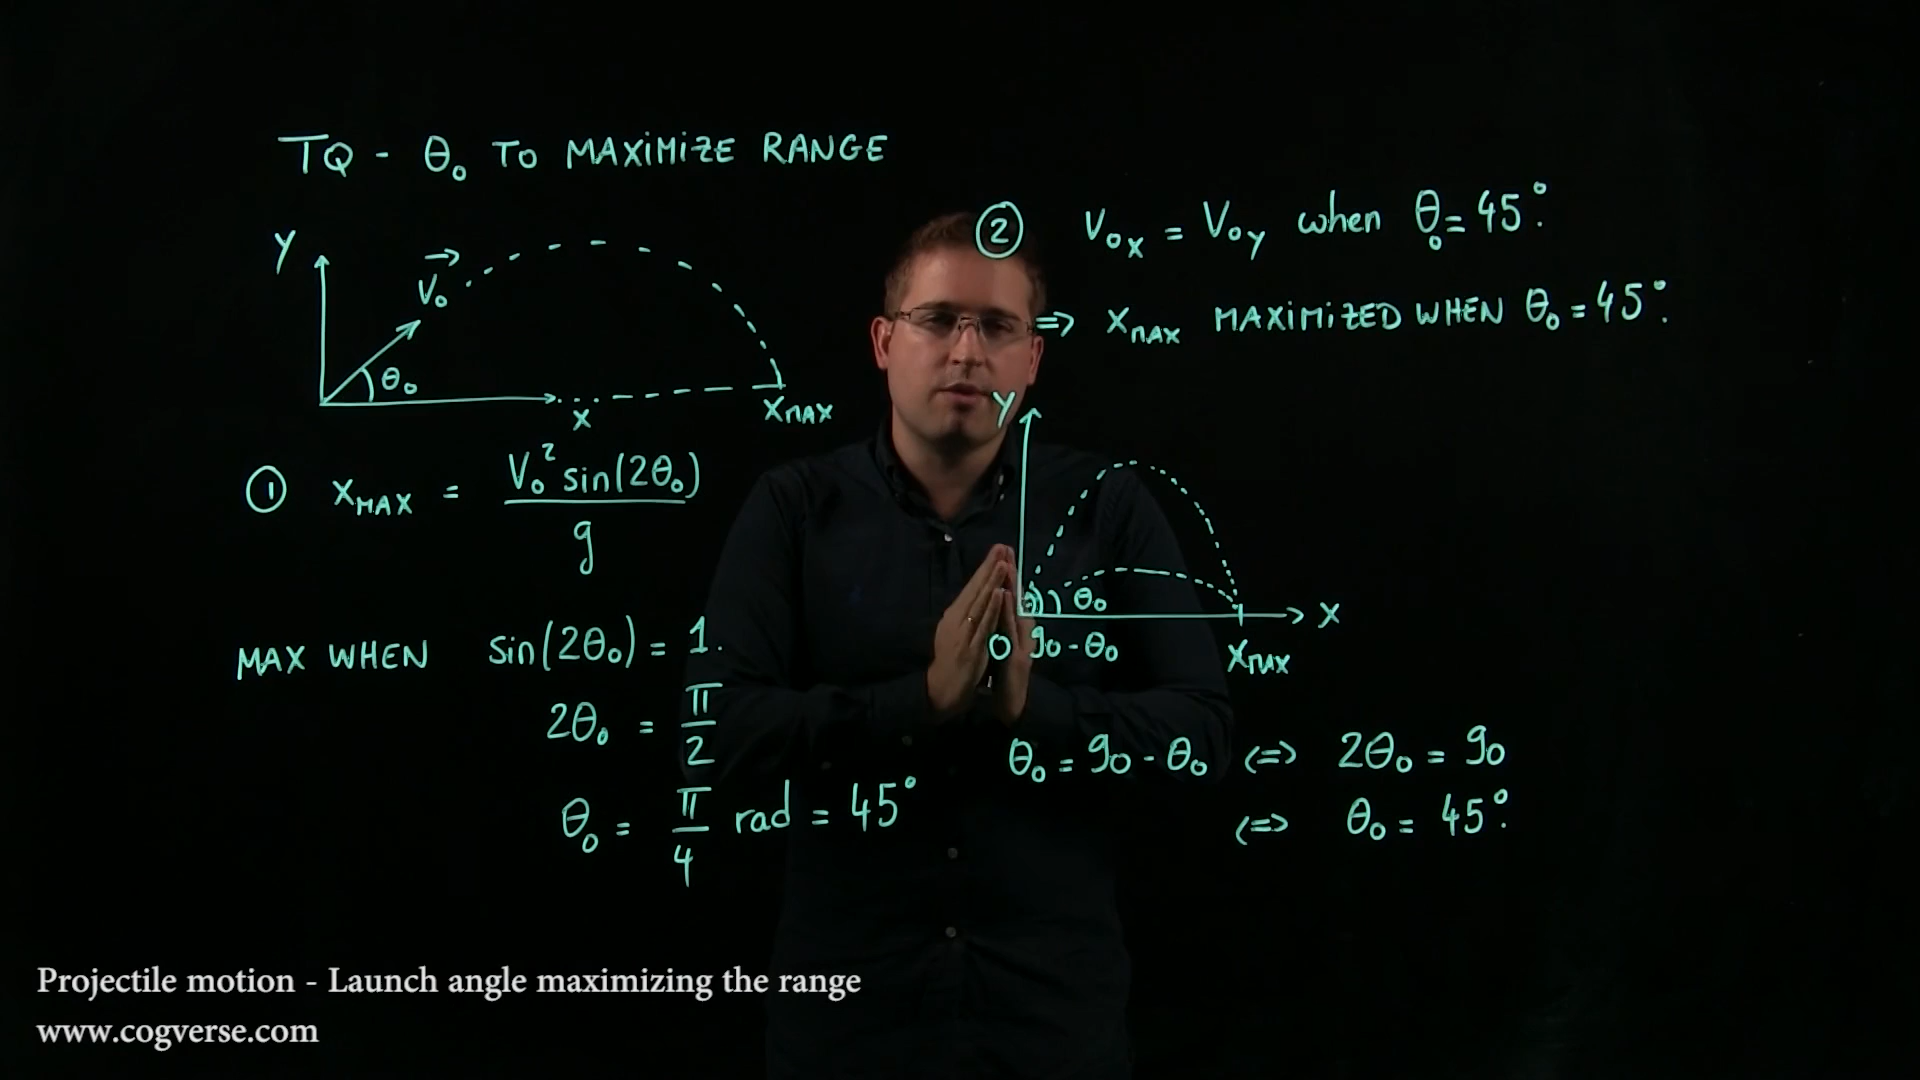 TQ - θ₀ TO MAXIMIZE RANGE
Y
V₀
θ₀
X
XMAX
① XMAX = V₀² sin(2θ₀) / g
MAX WHEN sin(2θ₀) = 1.
2θ₀ = π/2
θ₀ = π/4 rad = 45°
② V₀X = V₀Y when θ₀ = 45°.
=> XMAX MAXIMIZED WHEN θ₀ = 45°.
Y
θ₀
X
O 90 - θ₀
XMAX
θ₀ = 90 - θ₀ <=> 2θ₀ = 90
<=> θ₀ = 45°.
Projectile motion - Launch angle maximizing the range
www.cogverse.com